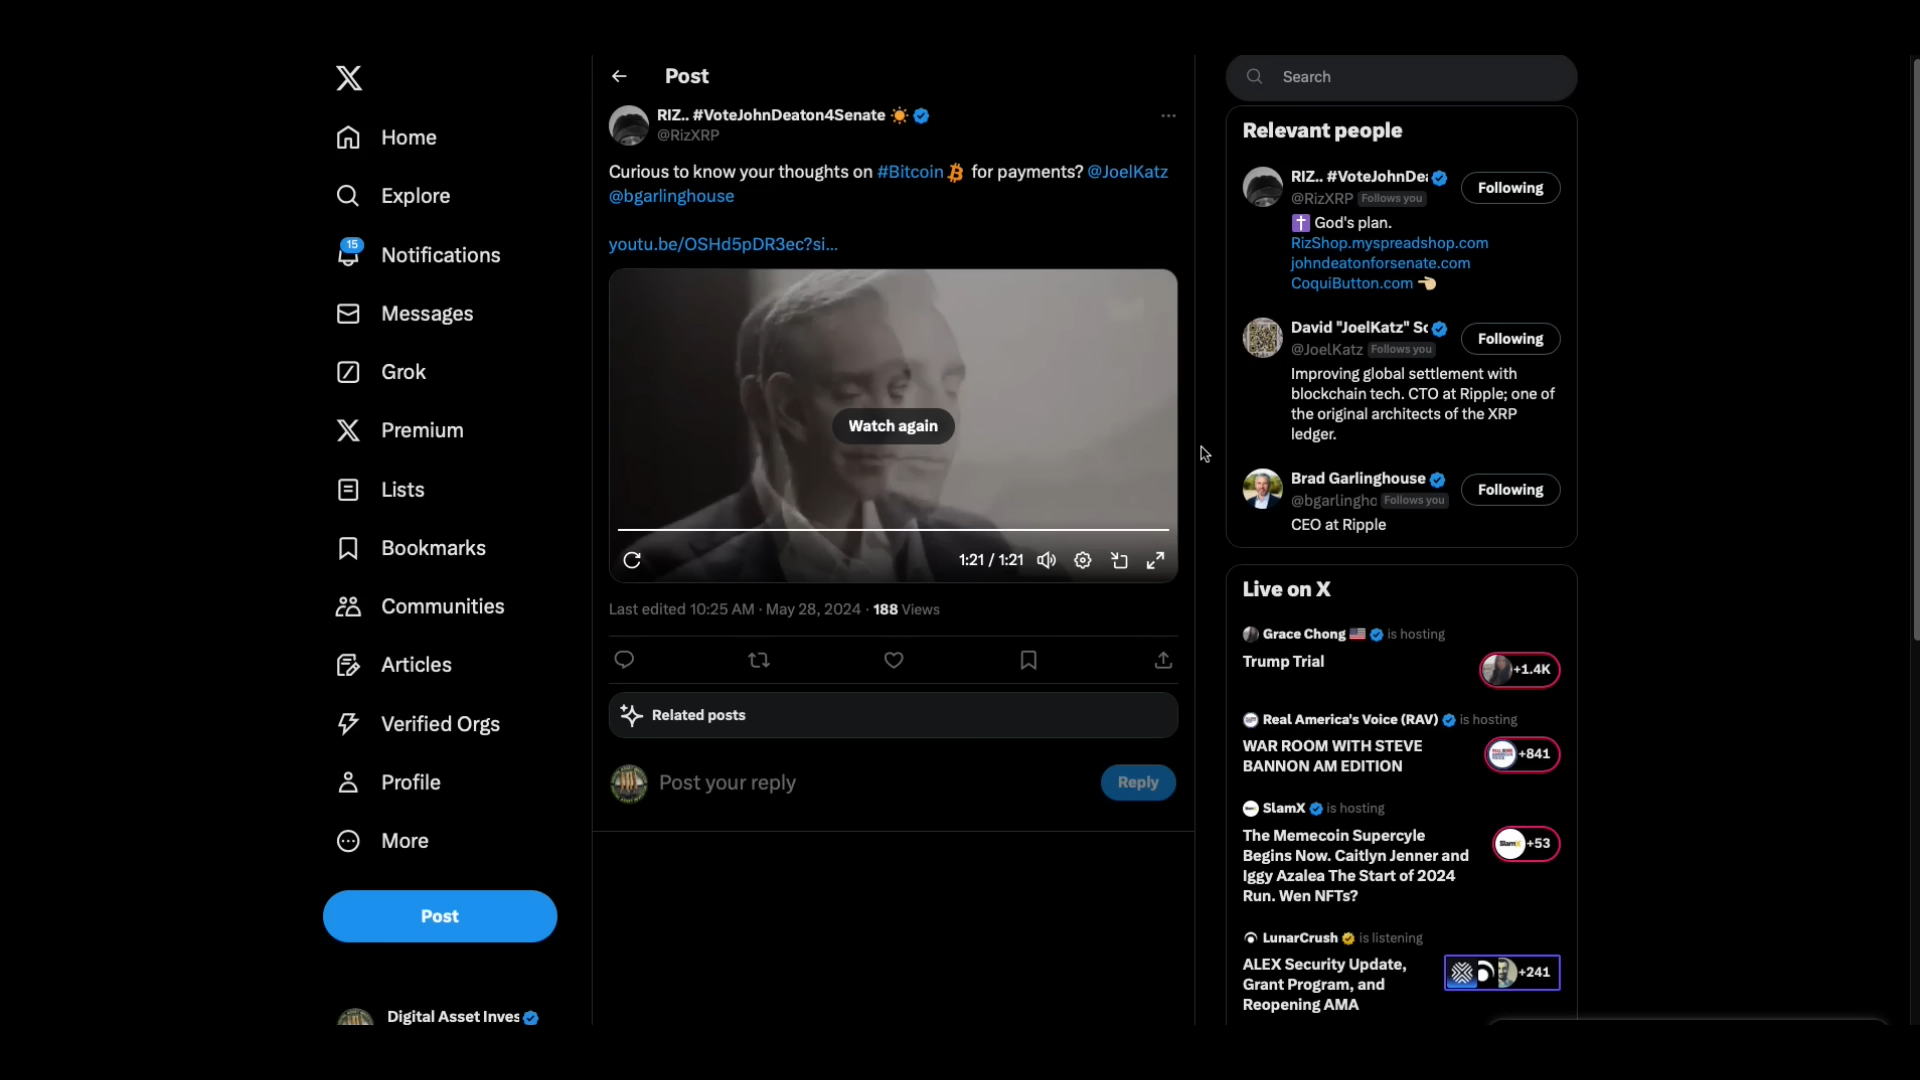 Home
Explore
15
Notifications
Messages
Grok
Premium
Lists
Bookmarks
Communities
Articles
Verified Orgs
Profile
More
Post
Digital Asset Inves
Post
RIZ.. #VoteJohnDeaton4Senate
@RizXRP
Curious to know your thoughts on #Bitcoin for payments? @JoelKatz
@bgarlinghouse
youtu.be/OSHd5pDR3ec?si...
Watch again
1:21 / 1:21
Last edited 10:25 AM · May 28, 2024 · 188 Views
Related posts
Post your reply
Reply
Search
Relevant people
RIZ.. #VoteJohnDea
Following
@RizXRP Follows you
God's plan.
RizShop.myspreadshop.com
johndeatonforsenate.com
CoquiButton.com
David "JoelKatz" Sc
Following
@JoelKatz Follows you
Improving global settlement with
blockchain tech. CTO at Ripple; one of
the original architects of the XRP
ledger.
Brad Garlinghouse
Following
@bgarlingho Follows you
CEO at Ripple
Live on X
Grace Chong is hosting
Trump Trial
+1.4K
Real America's Voice (RAV) is hosting
WAR ROOM WITH STEVE
BANNON AM EDITION
+841
SlamX is hosting
The Memecoin Supercyle
Begins Now. Caitlyn Jenner and
Iggy Azalea The Start of 2024
Run. Wen NFTs?
+53
LunarCrush is listening
ALEX Security Update,
Grant Program, and
Reopening AMA
+241